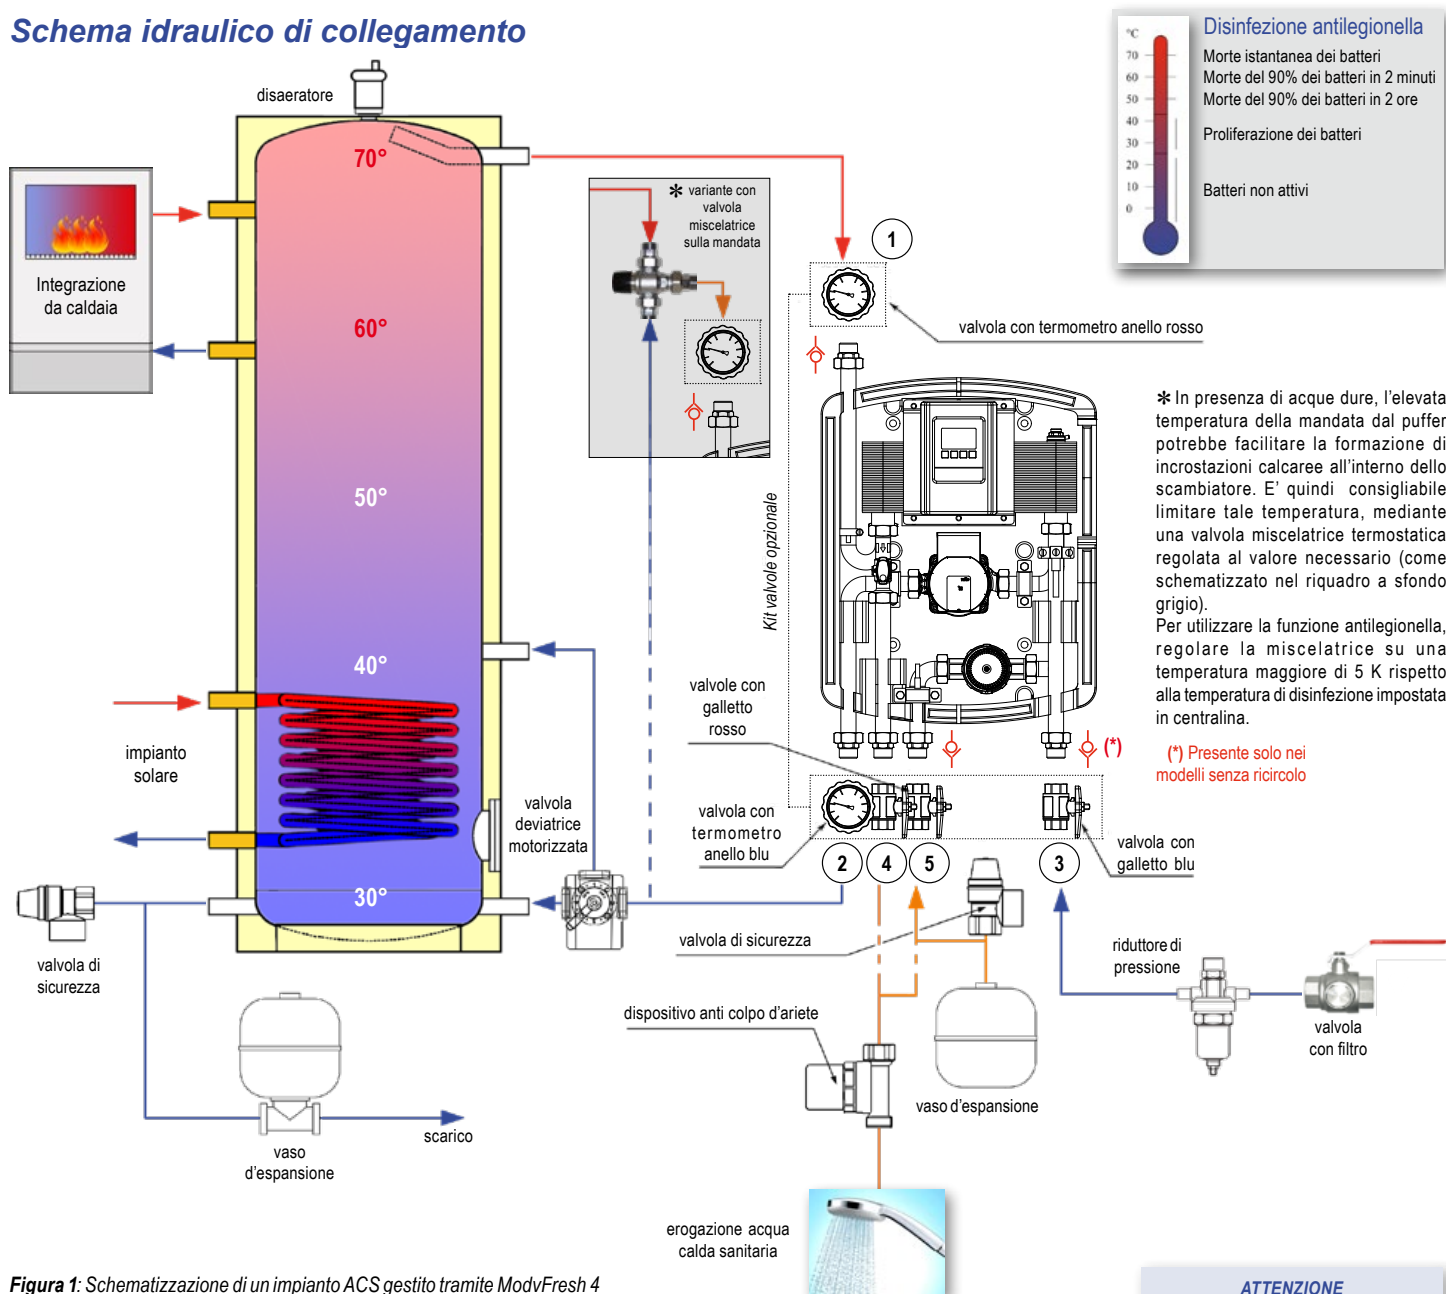 Schema idraulico di collegamento
disaeratore
70°
60°
50°
40°
30°
Integrazione
da caldaia
impianto
solare
valvola di
sicurezza
vaso
d'espansione
scarico
valvola
deviatrice
motorizzata
✻ variante con
valvola
miscelatrice
sulla mandata
1
valvola con termometro anello rosso
Kit valvole opzionale
valvole con
galletto
rosso
valvola con
termometro
anello blu
2
4
5
3
(*)
valvola con
galletto blu
valvola di sicurezza
dispositivo anti colpo d'ariete
vaso d'espansione
riduttore di
pressione
valvola
con filtro
erogazione acqua
calda sanitaria
°C
70
60
50
40
30
20
10
0
Disinfezione antilegionella
Morte istantanea dei batteri
Morte del 90% dei batteri in 2 minuti
Morte del 90% dei batteri in 2 ore
Proliferazione dei batteri
Batteri non attivi
✻ In presenza di acque dure, l'elevata
temperatura della mandata dal puffer
potrebbe facilitare la formazione di
incrostazioni calcaree all'interno dello
scambiatore. E' quindi consigliabile
limitare tale temperatura, mediante
una valvola miscelatrice termostatica
regolata al valore necessario (come
schematizzato nel riquadro a sfondo
grigio).
Per utilizzare la funzione antilegionella,
regolare la miscelatrice su una
temperatura maggiore di 5 K rispetto
alla temperatura di disinfezione impostata
in centralina.
(*) Presente solo nei
modelli senza ricircolo
Figura 1: Schematizzazione di un impianto ACS gestito tramite ModvFresh 4
ATTENZIONE